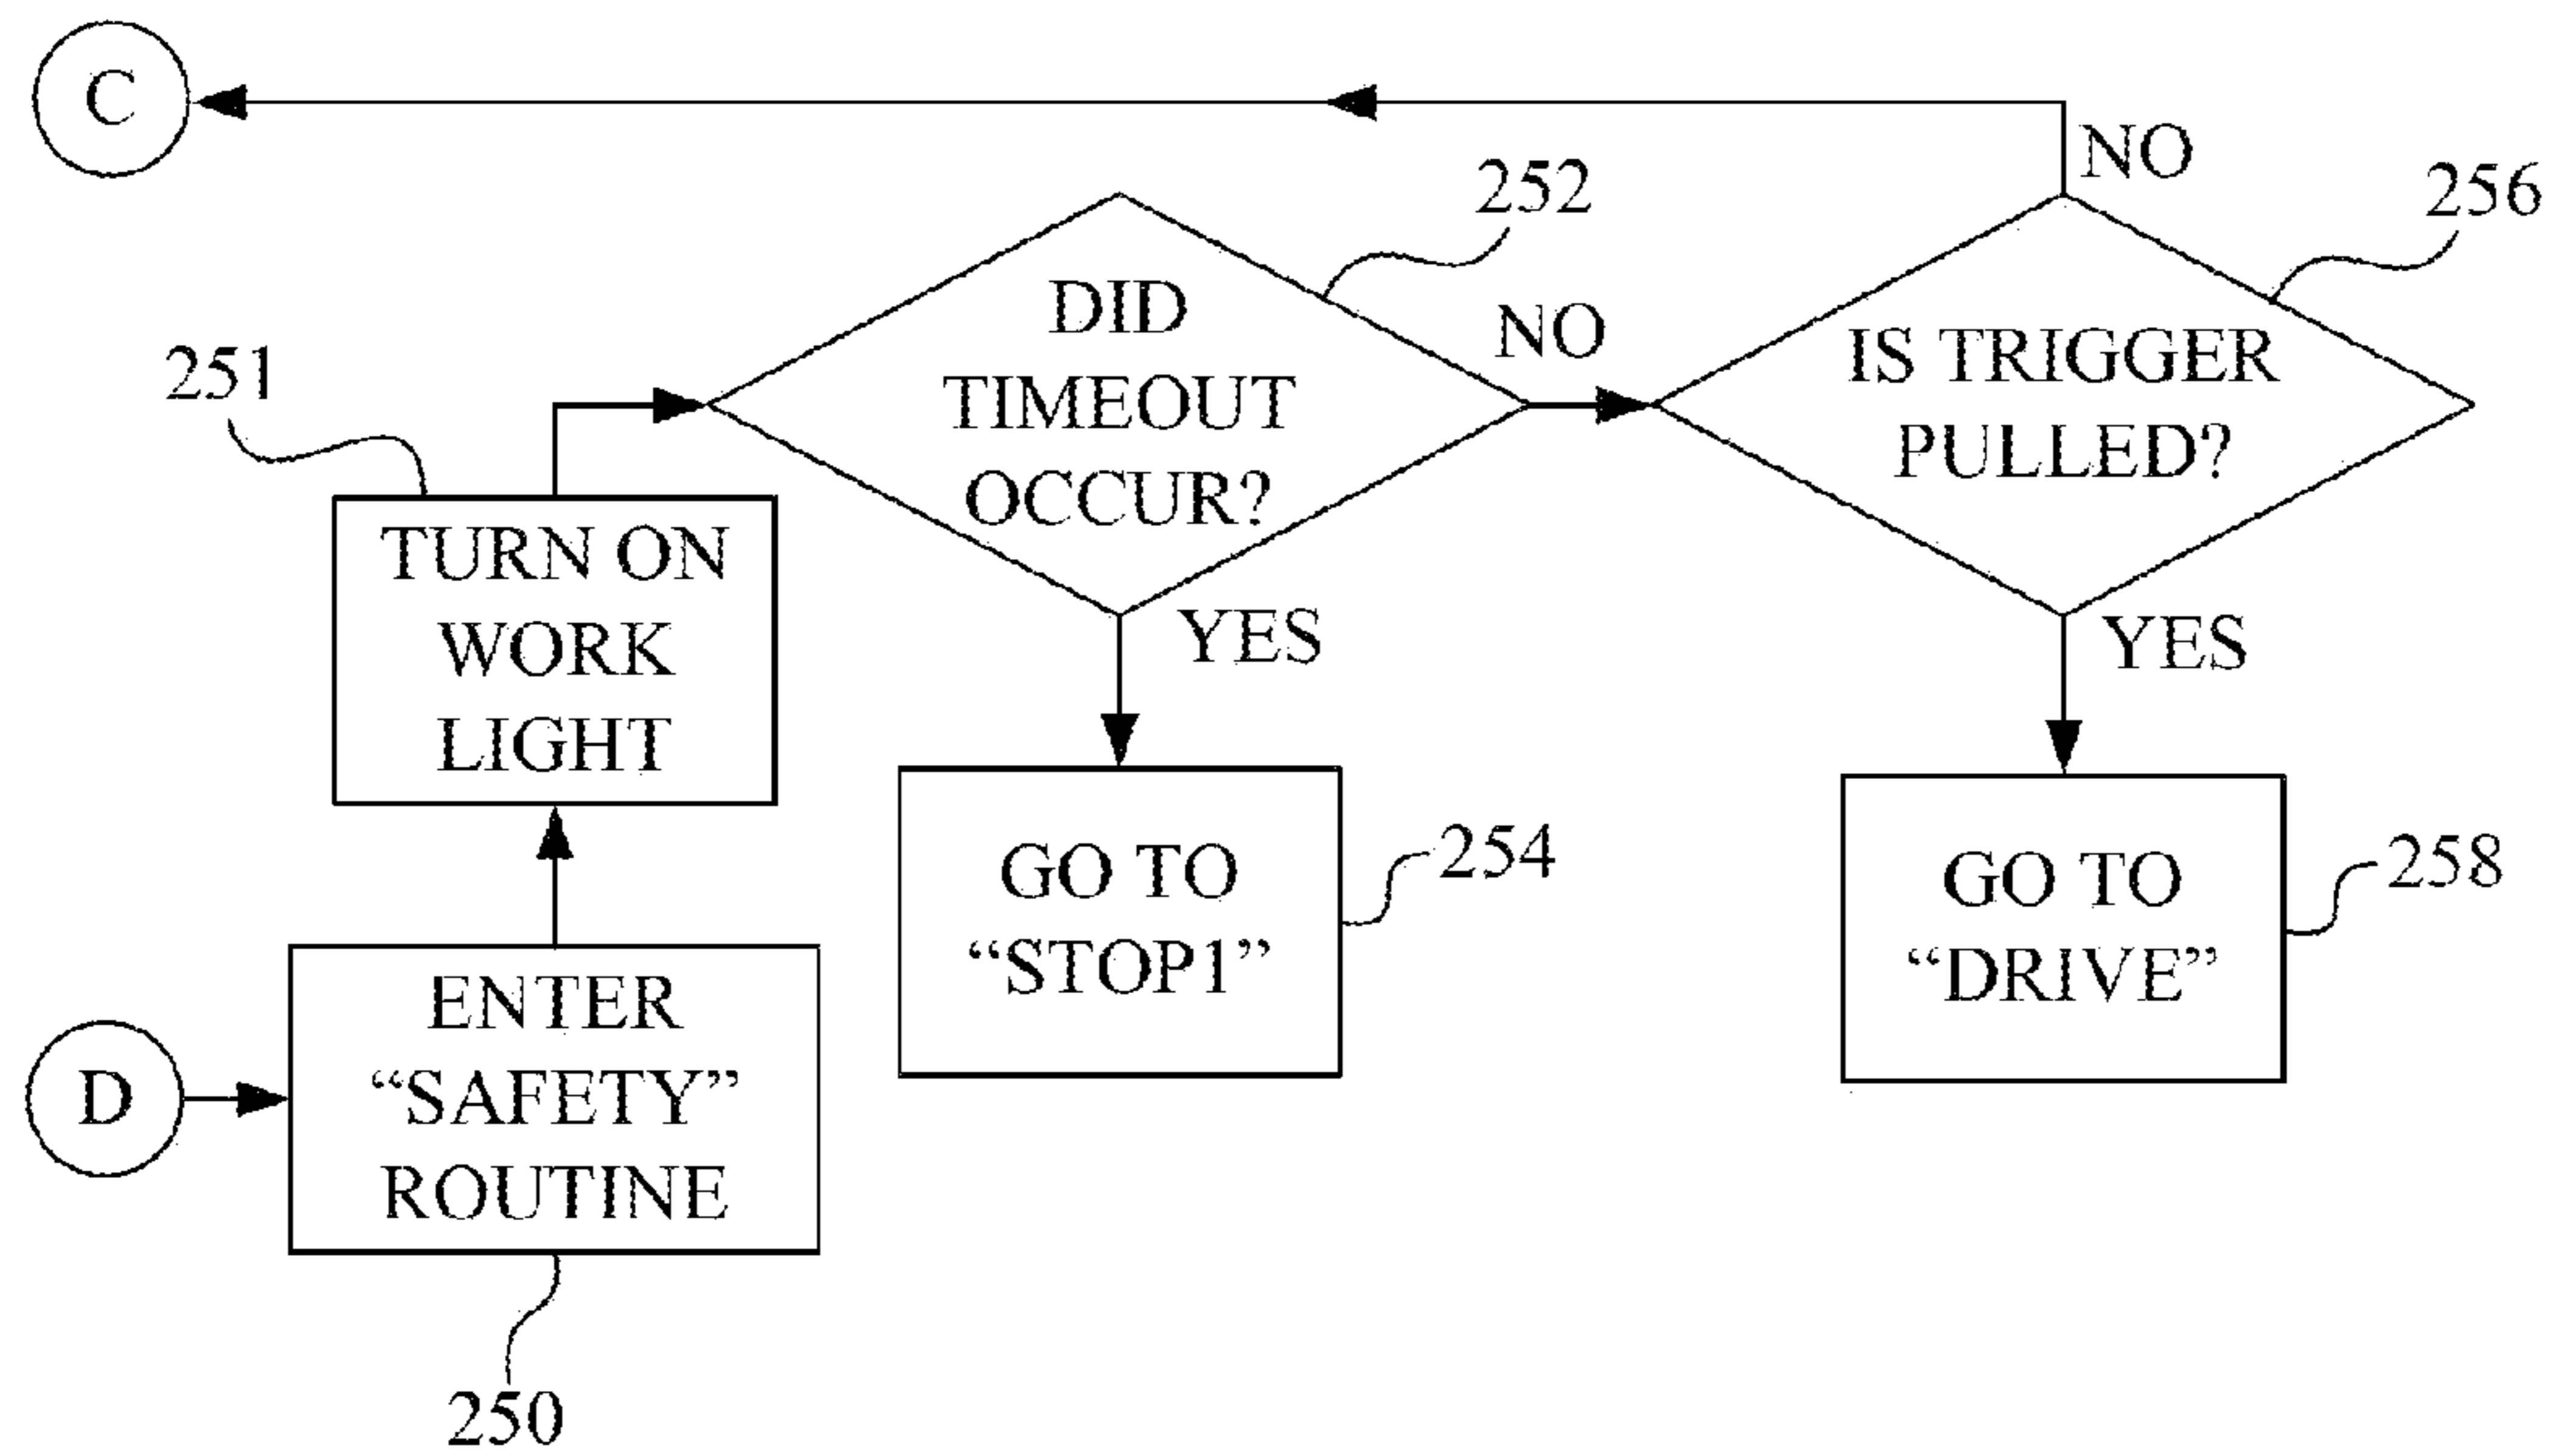 C
NO
252
256
DID
TIMEOUT
OCCUR?
NO
IS TRIGGER
PULLED?
251
TURN ON
WORK
LIGHT
YES
YES
GO TO
“STOP1”
254
GO TO
“DRIVE”
258
D
ENTER
“SAFETY”
ROUTINE
250